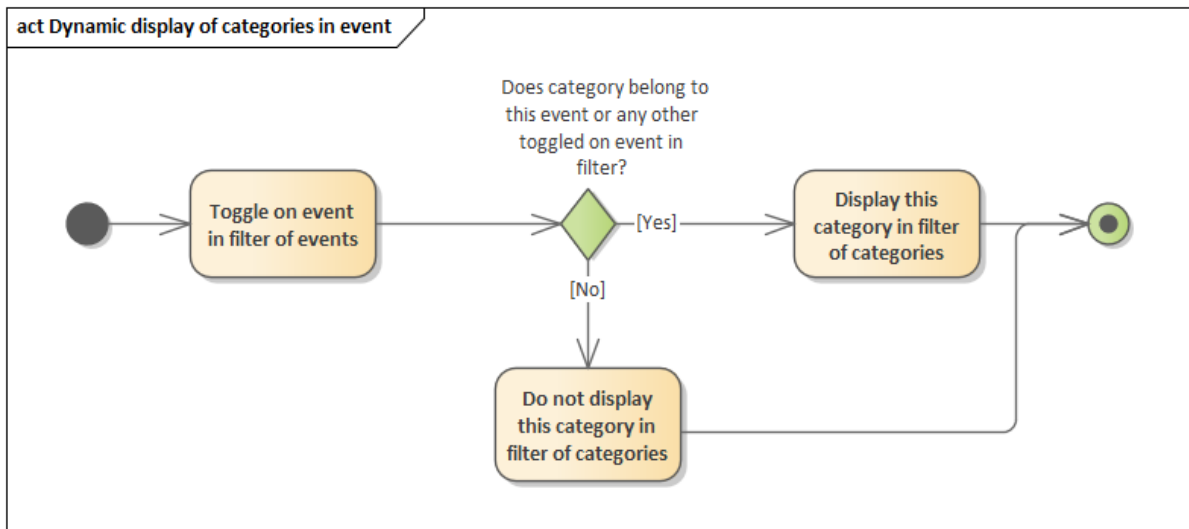 act Dynamic display of categories in event
Does category belong to
this event or any other
toggled on event in
filter?
Toggle on event
in filter of events
[Yes]
Display this
category in filter
of categories
[No]
Do not display
this category in
filter of categories